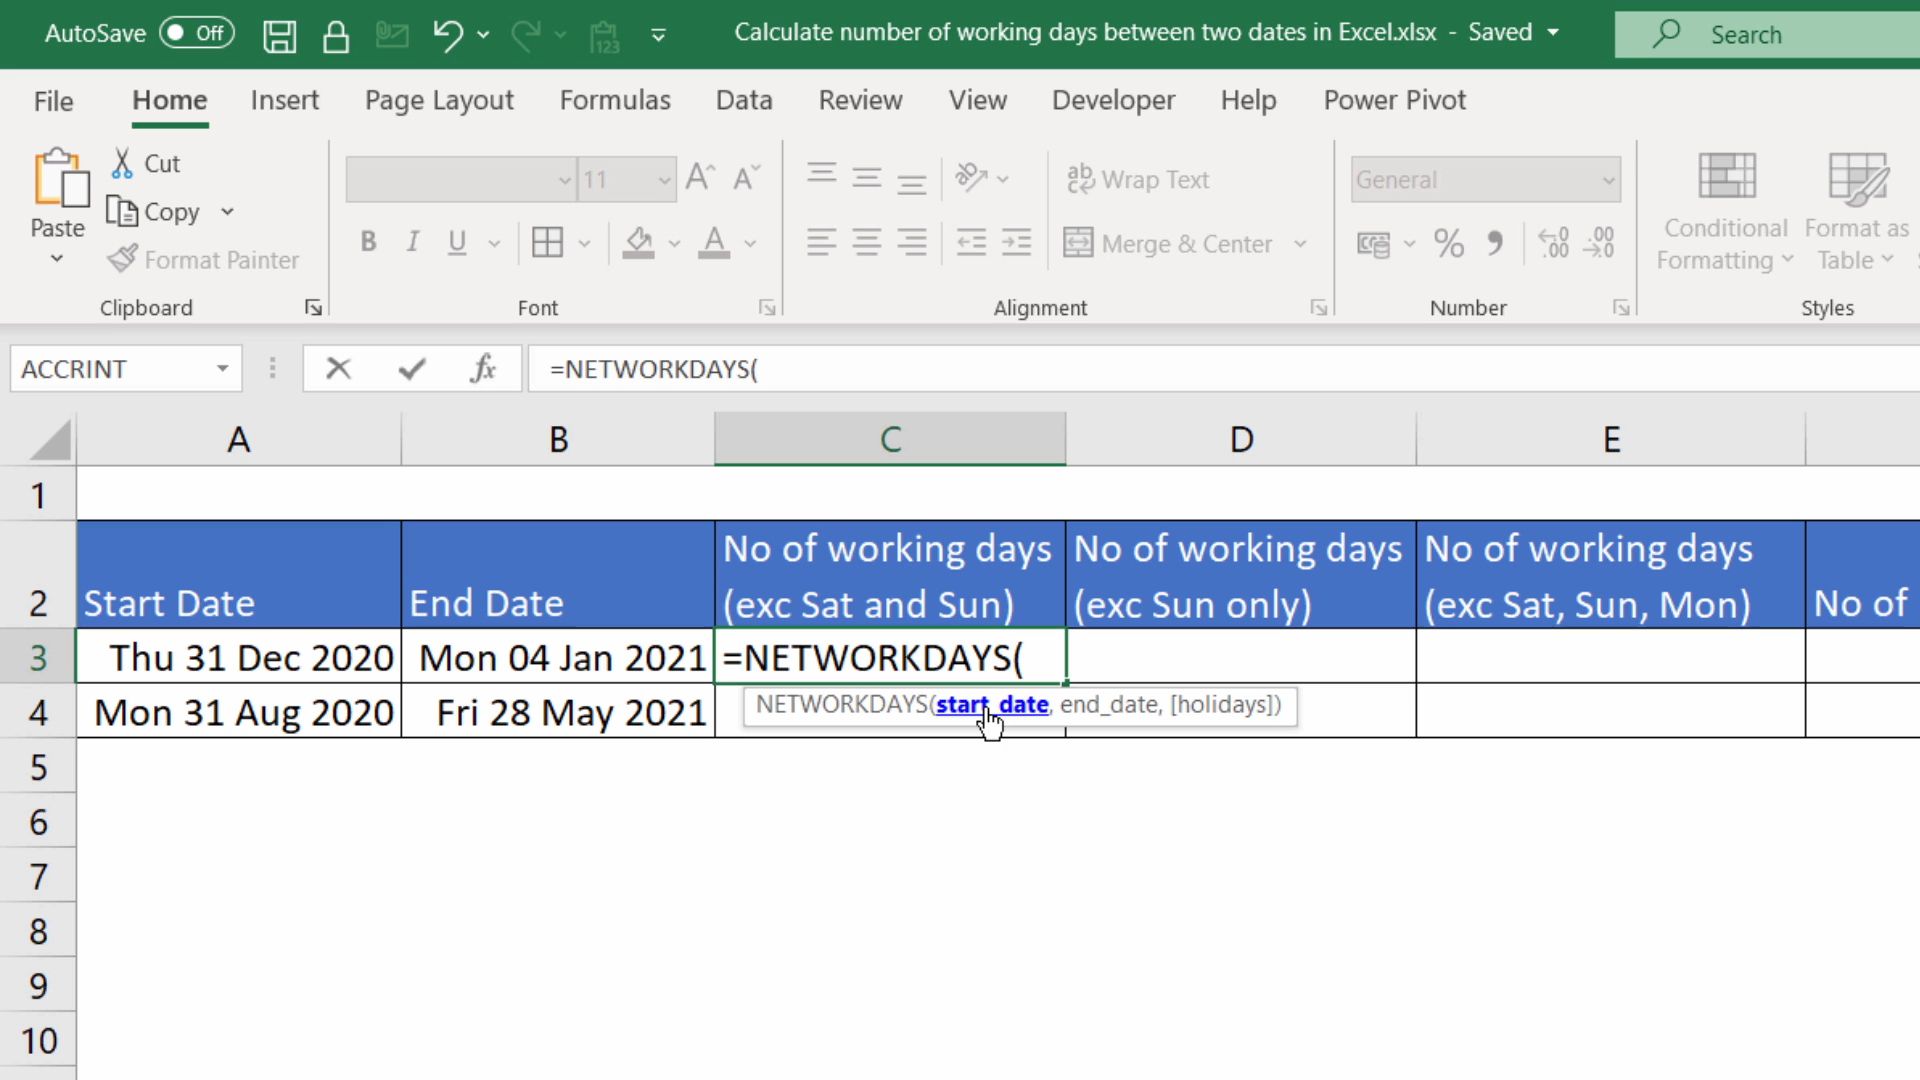 AutoSave Off
Calculate number of working days between two dates in Excel.xlsx - Saved
Search
File Home Insert Page Layout Formulas Data Review View Developer Help Power Pivot
Paste
Cut
Copy
Format Painter
Clipboard
11
A A
B I U
A
Font
ab Wrap Text
Merge & Center
Alignment
General
% 9
.00
.00
Number
Conditional
Formatting
Format as
Table
Styles
ACCRINT
fx
=NETWORKDAYS(
A B C D E
1
2
Start Date
End Date
No of working days
(exc Sat and Sun)
No of working days
(exc Sun only)
No of working days
(exc Sat, Sun, Mon)
No of
3 Thu 31 Dec 2020 Mon 04 Jan 2021 =NETWORKDAYS(
NETWORKDAYS(start_date, end_date, [holidays])
4 Mon 31 Aug 2020 Fri 28 May 2021
5
6
7
8
9
10